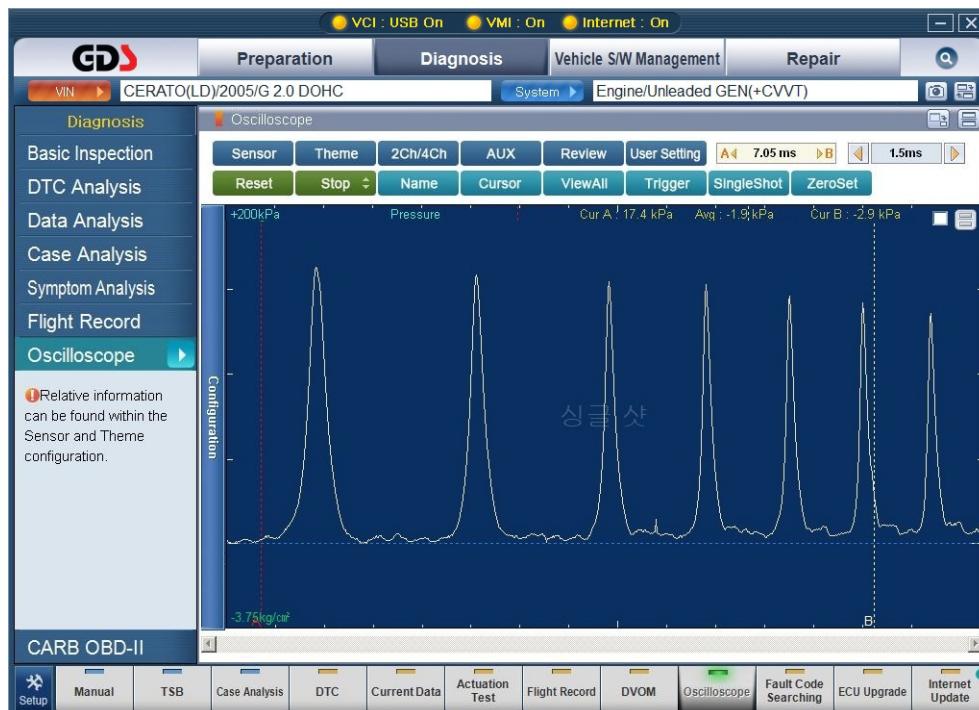 VCI : USB On VMI : On Internet : On
GDS Preparation Diagnosis Vehicle S/W Management Repair
VIN CERATO(LD)/2005/G 2.0 DOHC System Engine/Unleaded GEN(+CVVT)
Diagnosis
Basic Inspection
DTC Analysis
Data Analysis
Case Analysis
Symptom Analysis
Flight Record
Oscilloscope
Relative information
can be found within the
Sensor and Theme
configuration.
CARB OBD-II
Oscilloscope
Sensor Theme 2Ch/4Ch AUX Review User Setting A 7.05 ms B 1.5ms
Reset Stop Name Cursor ViewAll Trigger SingleShot ZeroSet
Configuration
+200kPa Pressure Cur A : 17.4 kPa Avg : -1.9 kPa Cur B : -2.9 kPa
싱글 샷
-3.75kg/㎠
A B
Setup Manual TSB Case Analysis DTC Current Data Actuation Test Flight Record DVOM Oscilloscope Fault Code Searching ECU Upgrade Internet Update